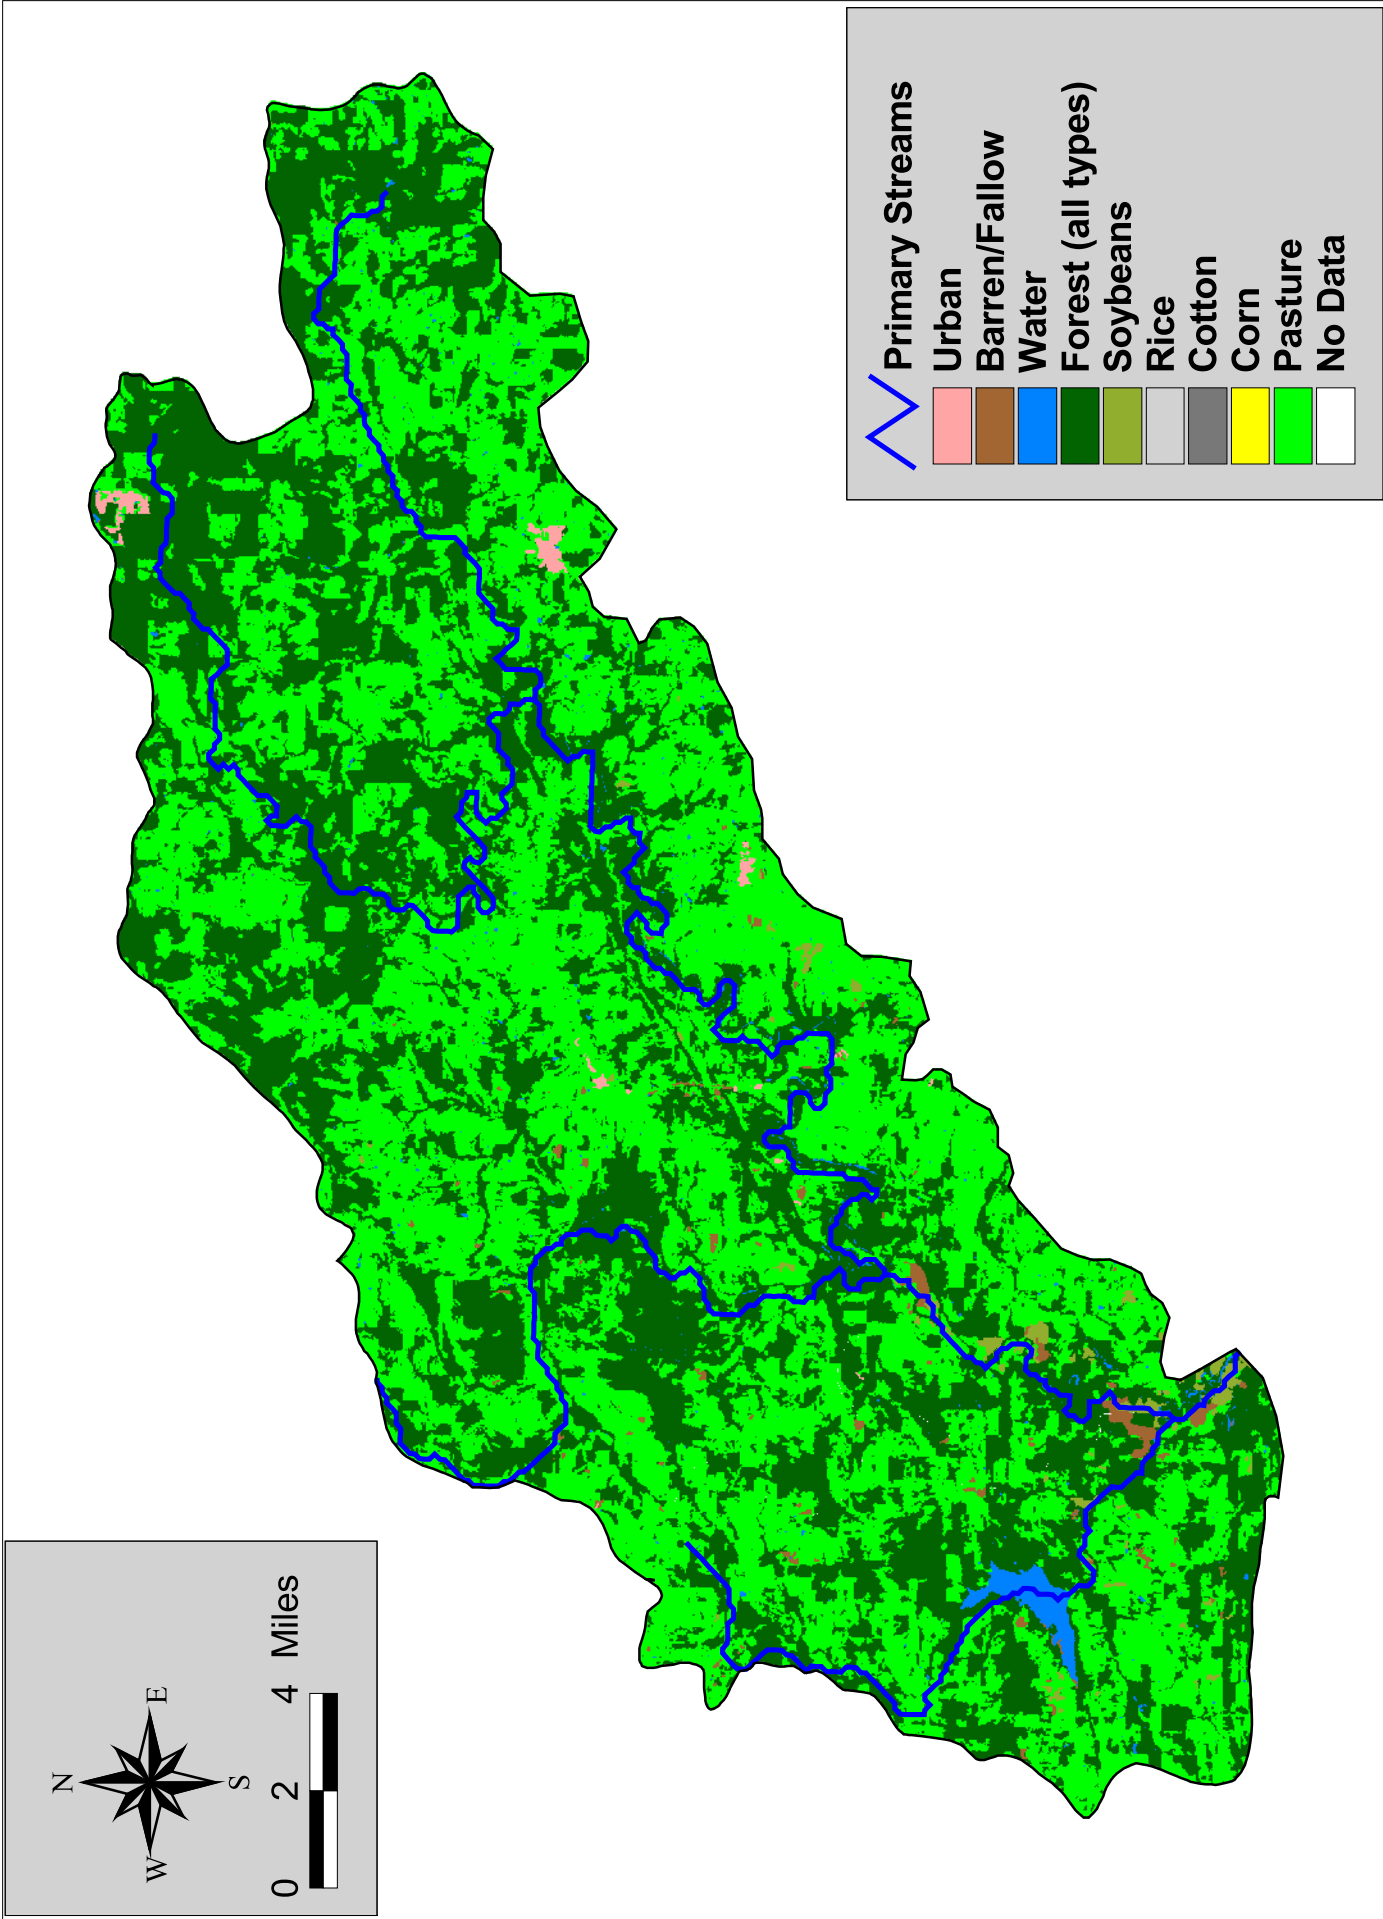 N
W
E
S
0 2 4 Miles
Primary Streams
Urban
Barren/Fallow
Water
Forest (all types)
Soybeans
Rice
Cotton
Corn
Pasture
No Data